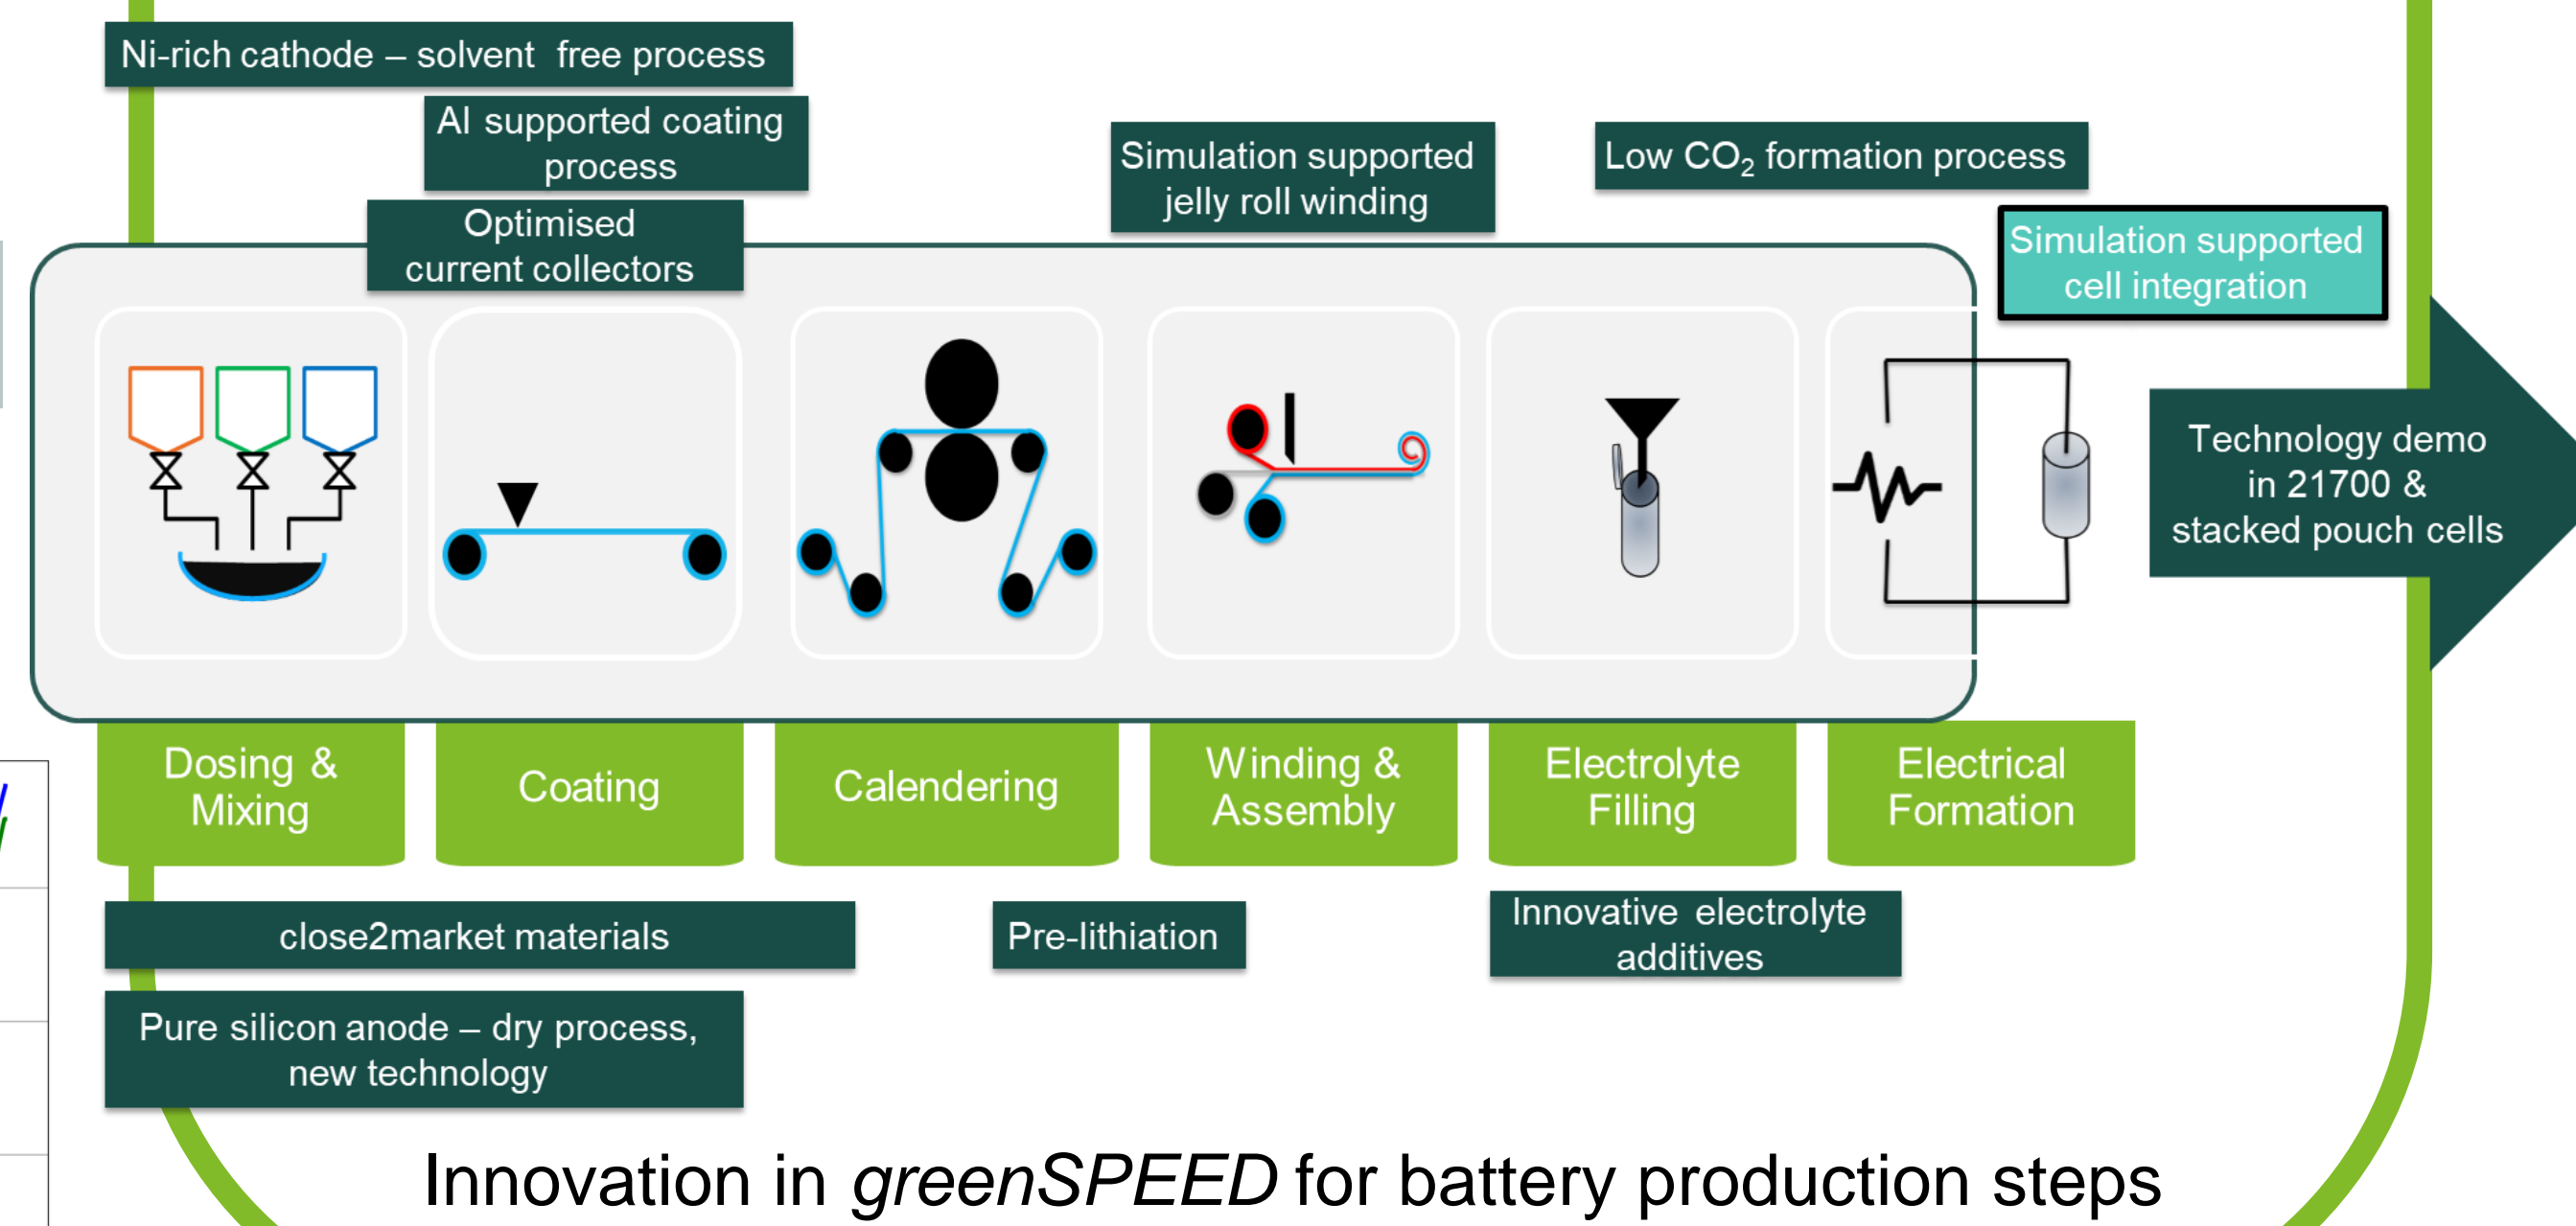 Ni-rich cathode – solvent free process
AI supported coating
process
Optimised
current collectors
Simulation supported
jelly roll winding
Low CO₂ formation process
Simulation supported
cell integration
Technology demo
in 21700 &
stacked pouch cells
Dosing &
Mixing
Coating
Calendering
Winding &
Assembly
Electrolyte
Filling
Electrical
Formation
close2market materials
Pre-lithiation
Innovative electrolyte
additives
Pure silicon anode – dry process,
new technology
Innovation in greenSPEED for battery production steps